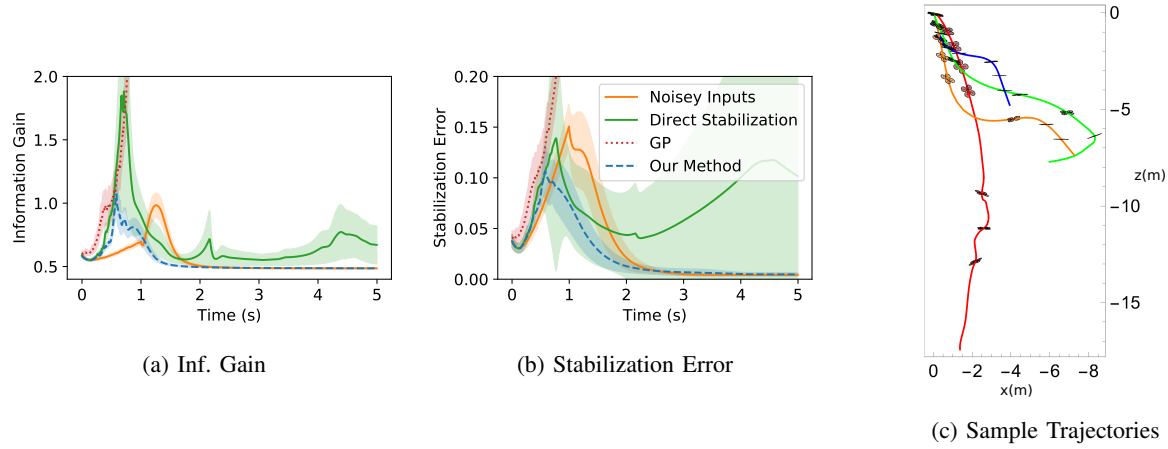 2.0
1.5
1.0
0.5
Information Gain
0
1
2
3
4
5
Time (s)
(a) Inf. Gain
0.20
0.15
0.10
0.05
0.00
Stabilization Error
0
1
2
3
4
5
Time (s)
Noisey Inputs
Direct Stabilization
GP
Our Method
(b) Stabilization Error
0
−5
z(m)
−10
−15
0
−2
−4
−6
−8
x(m)
(c) Sample Trajectories